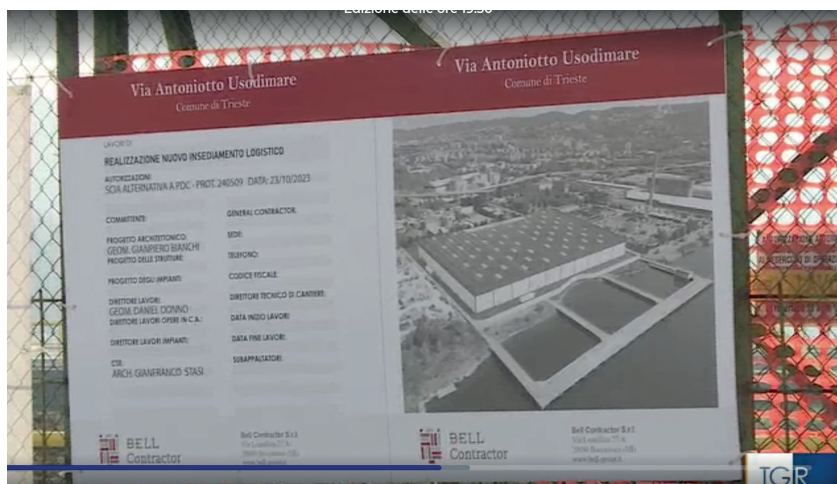 Edizione delle ore 19:30
Via Antoniotto Usodimare
Comune di Trieste
Via Antoniotto Usodimare
Comune di Trieste
LAVORI DI:
REALIZZAZIONE NUOVO INSEDIAMENTO LOGISTICO
AUTORIZZAZIONI:
SCIA ALTERNATIVA A PDC - PROT. 240509 DATA: 23/10/2023
COMMITTENTE:
PROGETTO ARCHITETTONICO:
GEOM. GIANPIERO BIANCHI
PROGETTO DELLE STRUTTURE:
PROGETTO DEGLI IMPIANTI:
DIRETTORE LAVORI:
GEOM. DANIEL DONNO
DIRETTORE LAVORI OPERE IN C.A.:
DIRETTORE LAVORI IMPIANTI:
CSE:
ARCH. GIANFRANCO STASI
GENERAL CONTRACTOR:
SEDE:
TELEFONO:
CODICE FISCALE:
DIRETTORE TECNICO DI CANTIERE:
DATA INIZIO LAVORI:
DATA FINE LAVORI:
SUBAPPALTATORI:
BELL
Contractor
Bell Contractor S.r.l.
BELL
Contractor
Bell Contractor S.r.l.
TGR